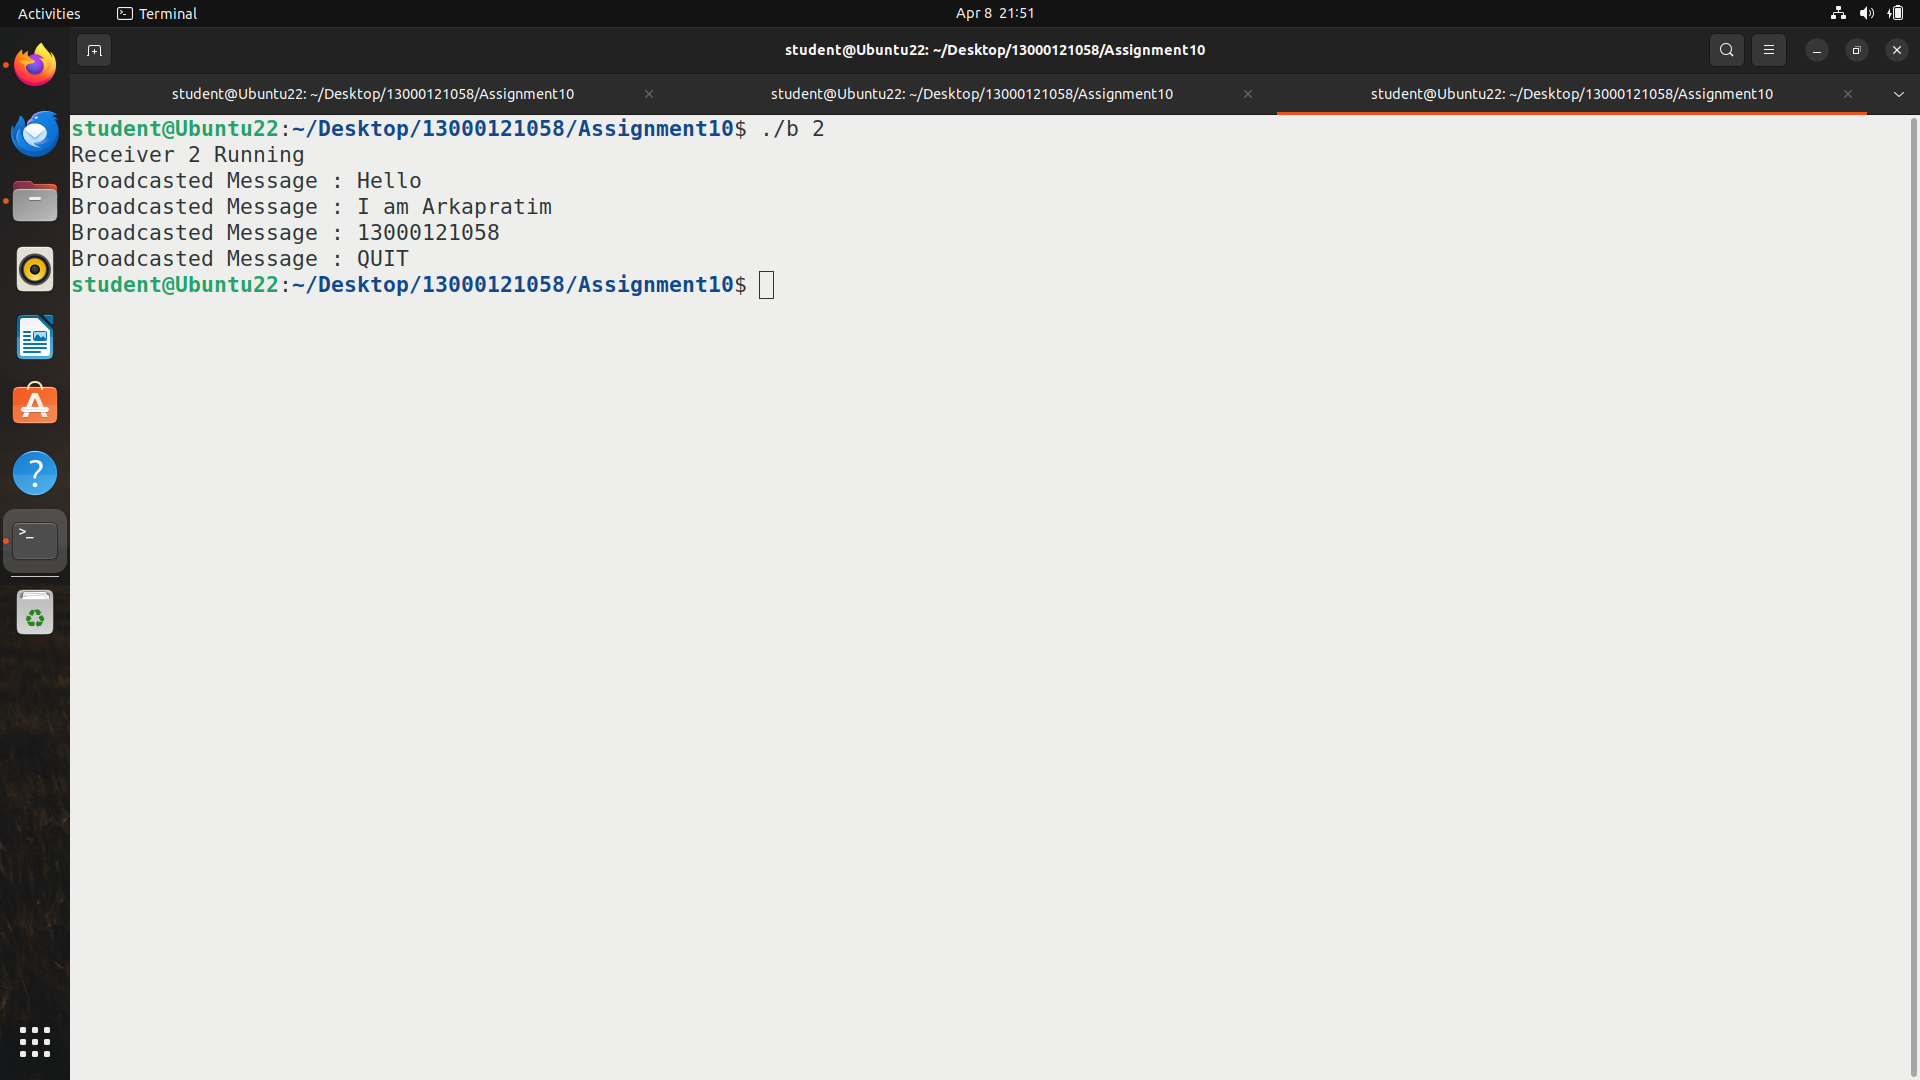 Activities
Terminal
Apr 8 21:51
student@Ubuntu22: ~/Desktop/13000121058/Assignment10
student@Ubuntu22: ~/Desktop/13000121058/Assignment10
student@Ubuntu22: ~/Desktop/13000121058/Assignment10
student@Ubuntu22: ~/Desktop/13000121058/Assignment10
student@Ubuntu22:~/Desktop/13000121058/Assignment10$ ./b 2
Receiver 2 Running
Broadcasted Message : Hello
Broadcasted Message : I am Arkapratim
Broadcasted Message : 13000121058
Broadcasted Message : QUIT
student@Ubuntu22:~/Desktop/13000121058/Assignment10$